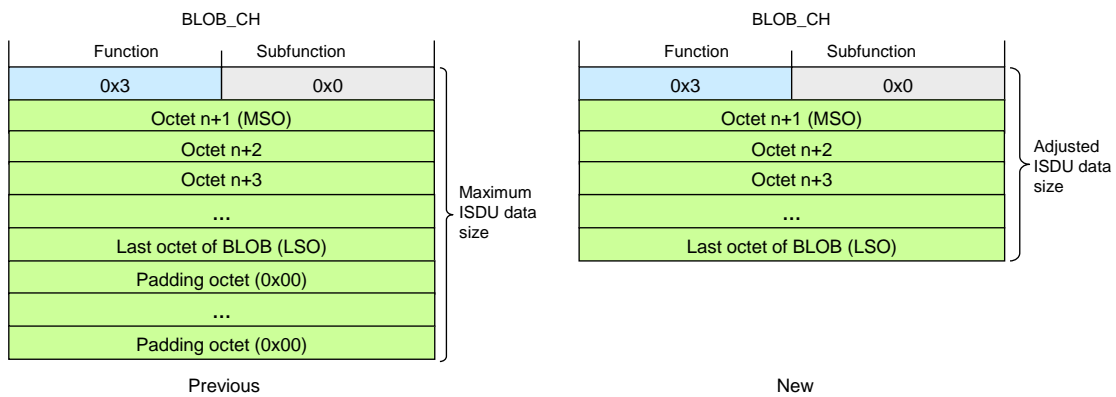 BLOB_CH
Function
Subfunction
0x3
0x0
Octet n+1 (MSO)
Octet n+2
Octet n+3
...
Last octet of BLOB (LSO)
Padding octet (0x00)
...
Padding octet (0x00)
Maximum
ISDU data
size
Previous
BLOB_CH
Function
Subfunction
0x3
0x0
Octet n+1 (MSO)
Octet n+2
Octet n+3
...
Last octet of BLOB (LSO)
Adjusted
ISDU data
size
New